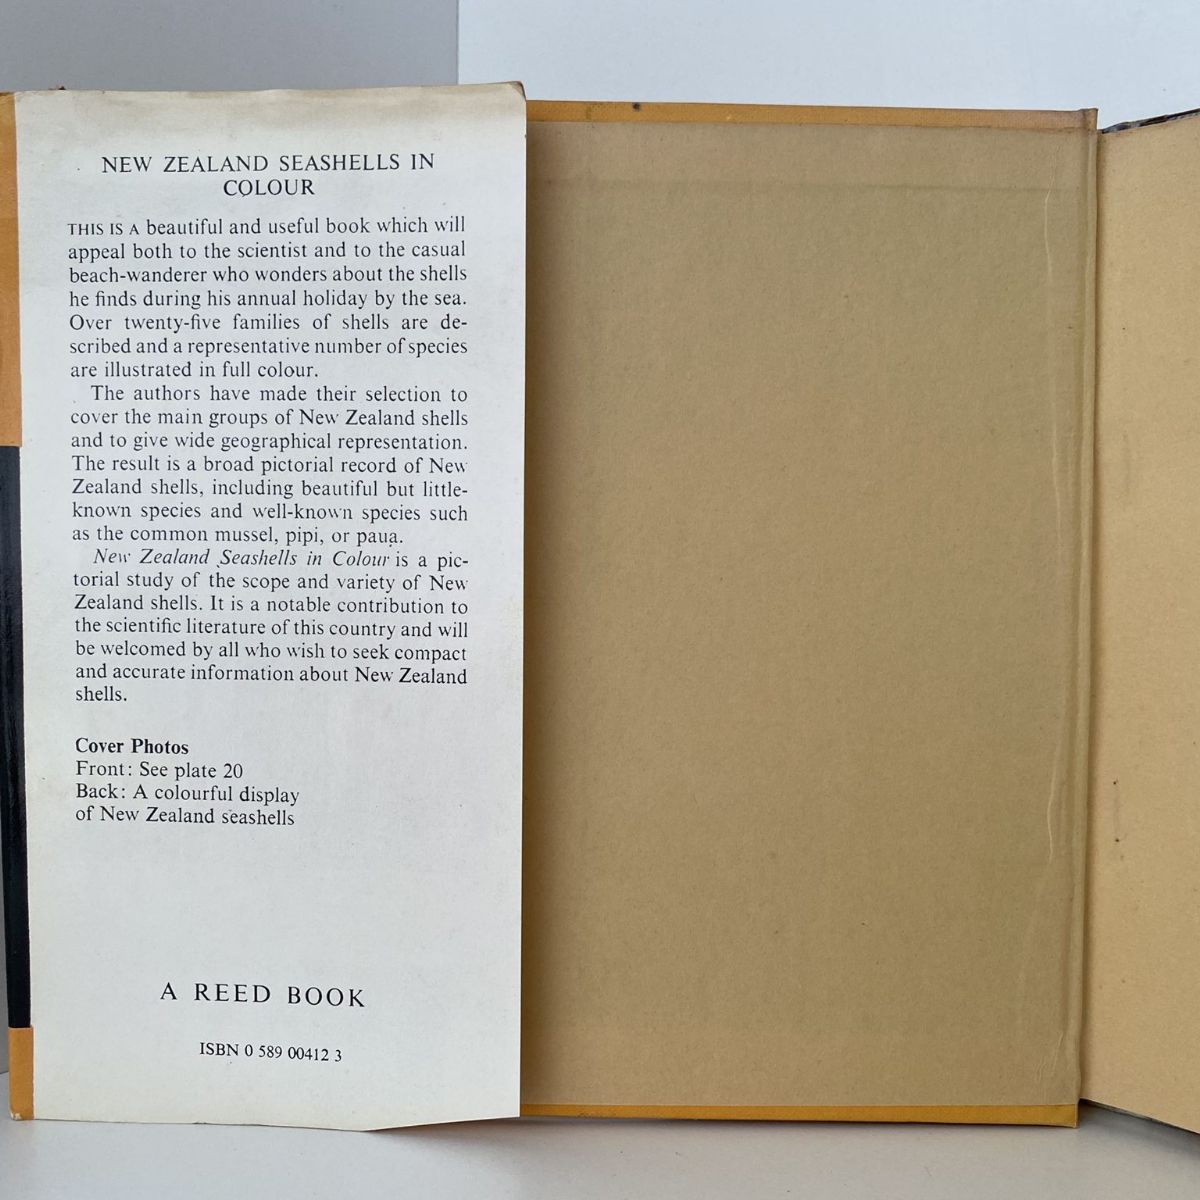 NEW ZEALAND SEASHELLS IN
COLOUR
THIS IS A beautiful and useful book which will
appeal both to the scientist and to the casual
beach-wanderer who wonders about the shells
he finds during his annual holiday by the sea.
Over twenty-five families of shells are de-
scribed and a representative number of species
are illustrated in full colour.
The authors have made their selection to
cover the main groups of New Zealand shells
and to give wide geographical representation.
The result is a broad pictorial record of New
Zealand shells, including beautiful but little-
known species and well-known species such
as the common mussel, pipi, or paua.
New Zealand Seashells in Colour is a pic-
torial study of the scope and variety of New
Zealand shells. It is a notable contribution to
the scientific literature of this country and will
be welcomed by all who wish to seek compact
and accurate information about New Zealand
shells.
Cover Photos
Front: See plate 20
Back: A colourful display
of New Zealand seashells
A REED BOOK
ISBN 0 589 00412 3